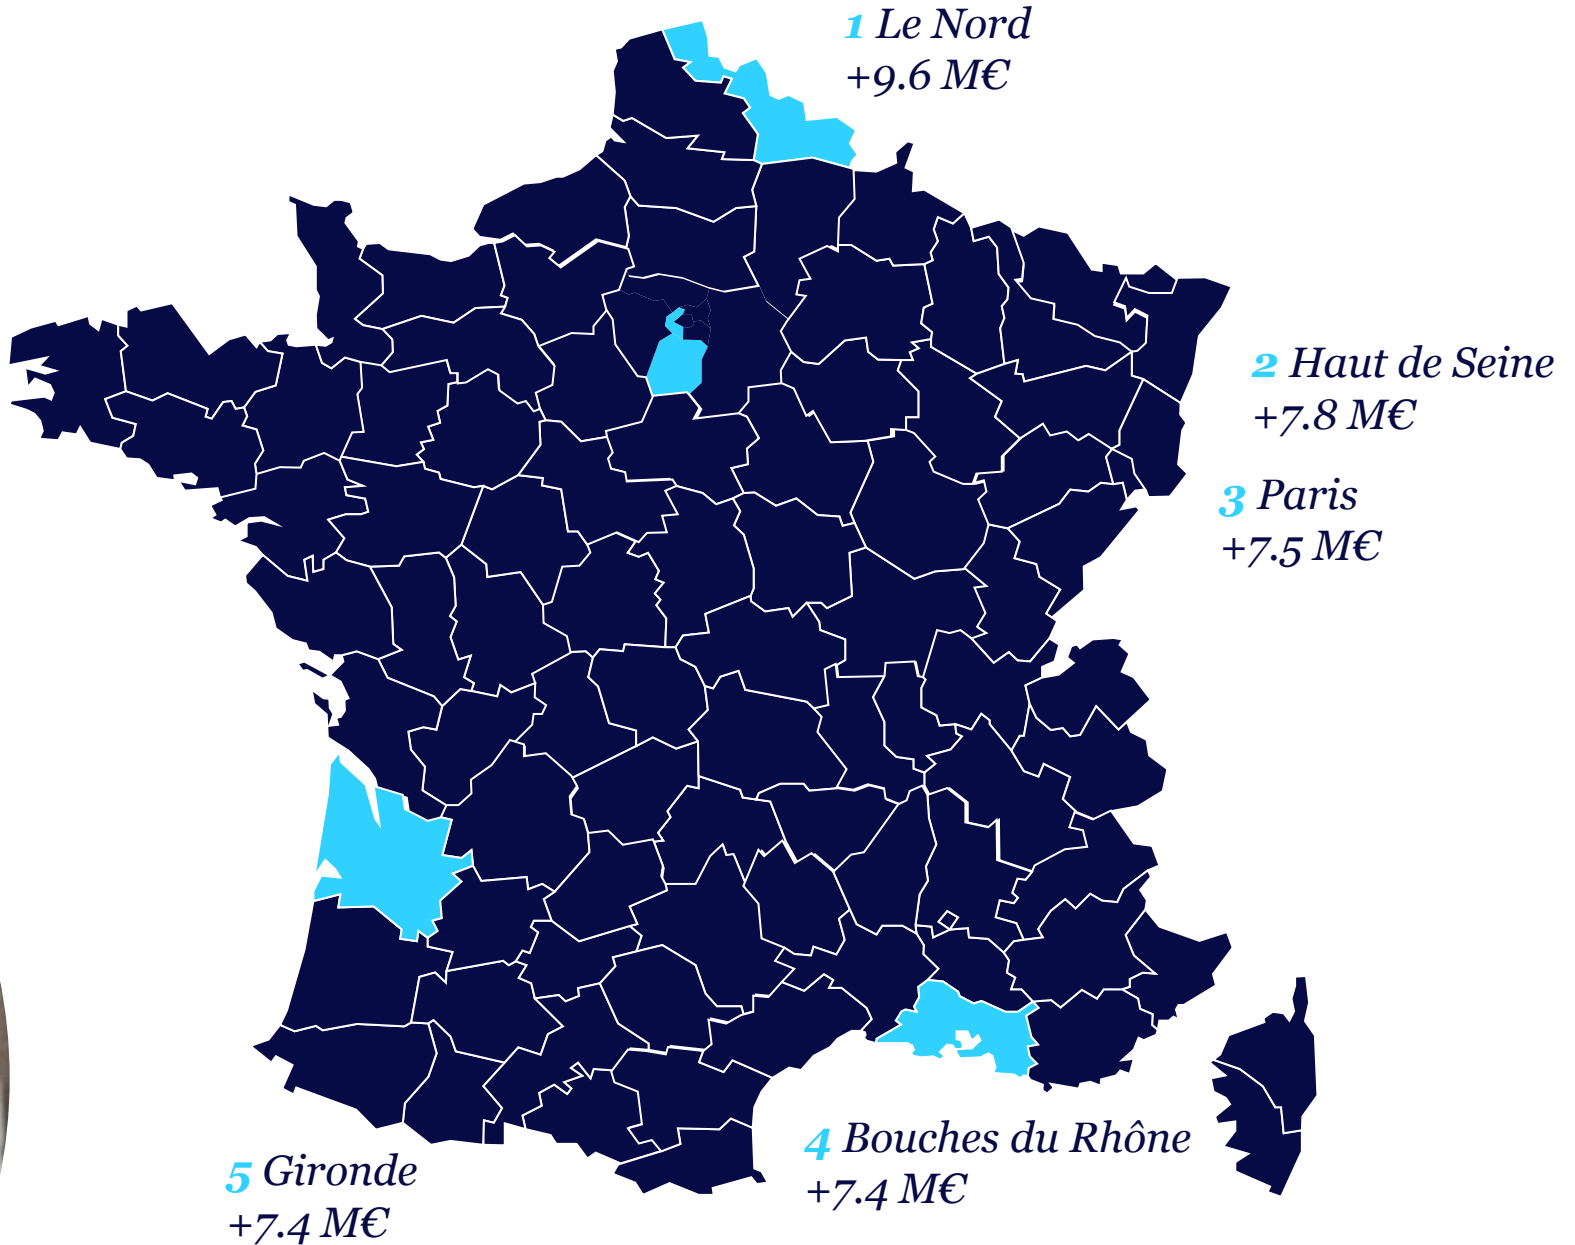 1 Le Nord
+9.6 M€
2 Haut de Seine
+7.8 M€
3 Paris
+7.5 M€
4 Bouches du Rhône
+7.4 M€
5 Gironde
+7.4 M€